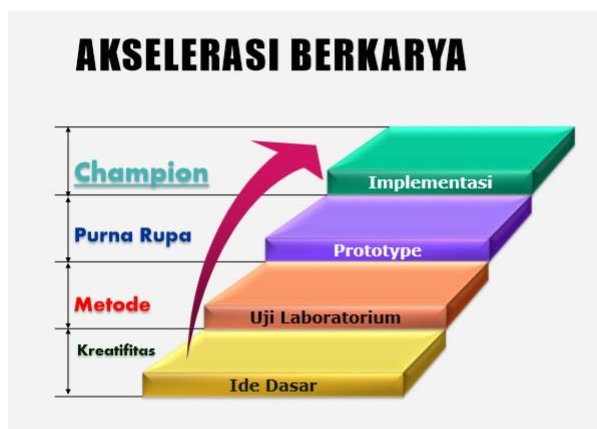 AKSELERASI BERKARYA
Champion
Implementasi
Purna Rupa
Prototype
Metode
Uji Laboratorium
Kreatifitas
Ide Dasar